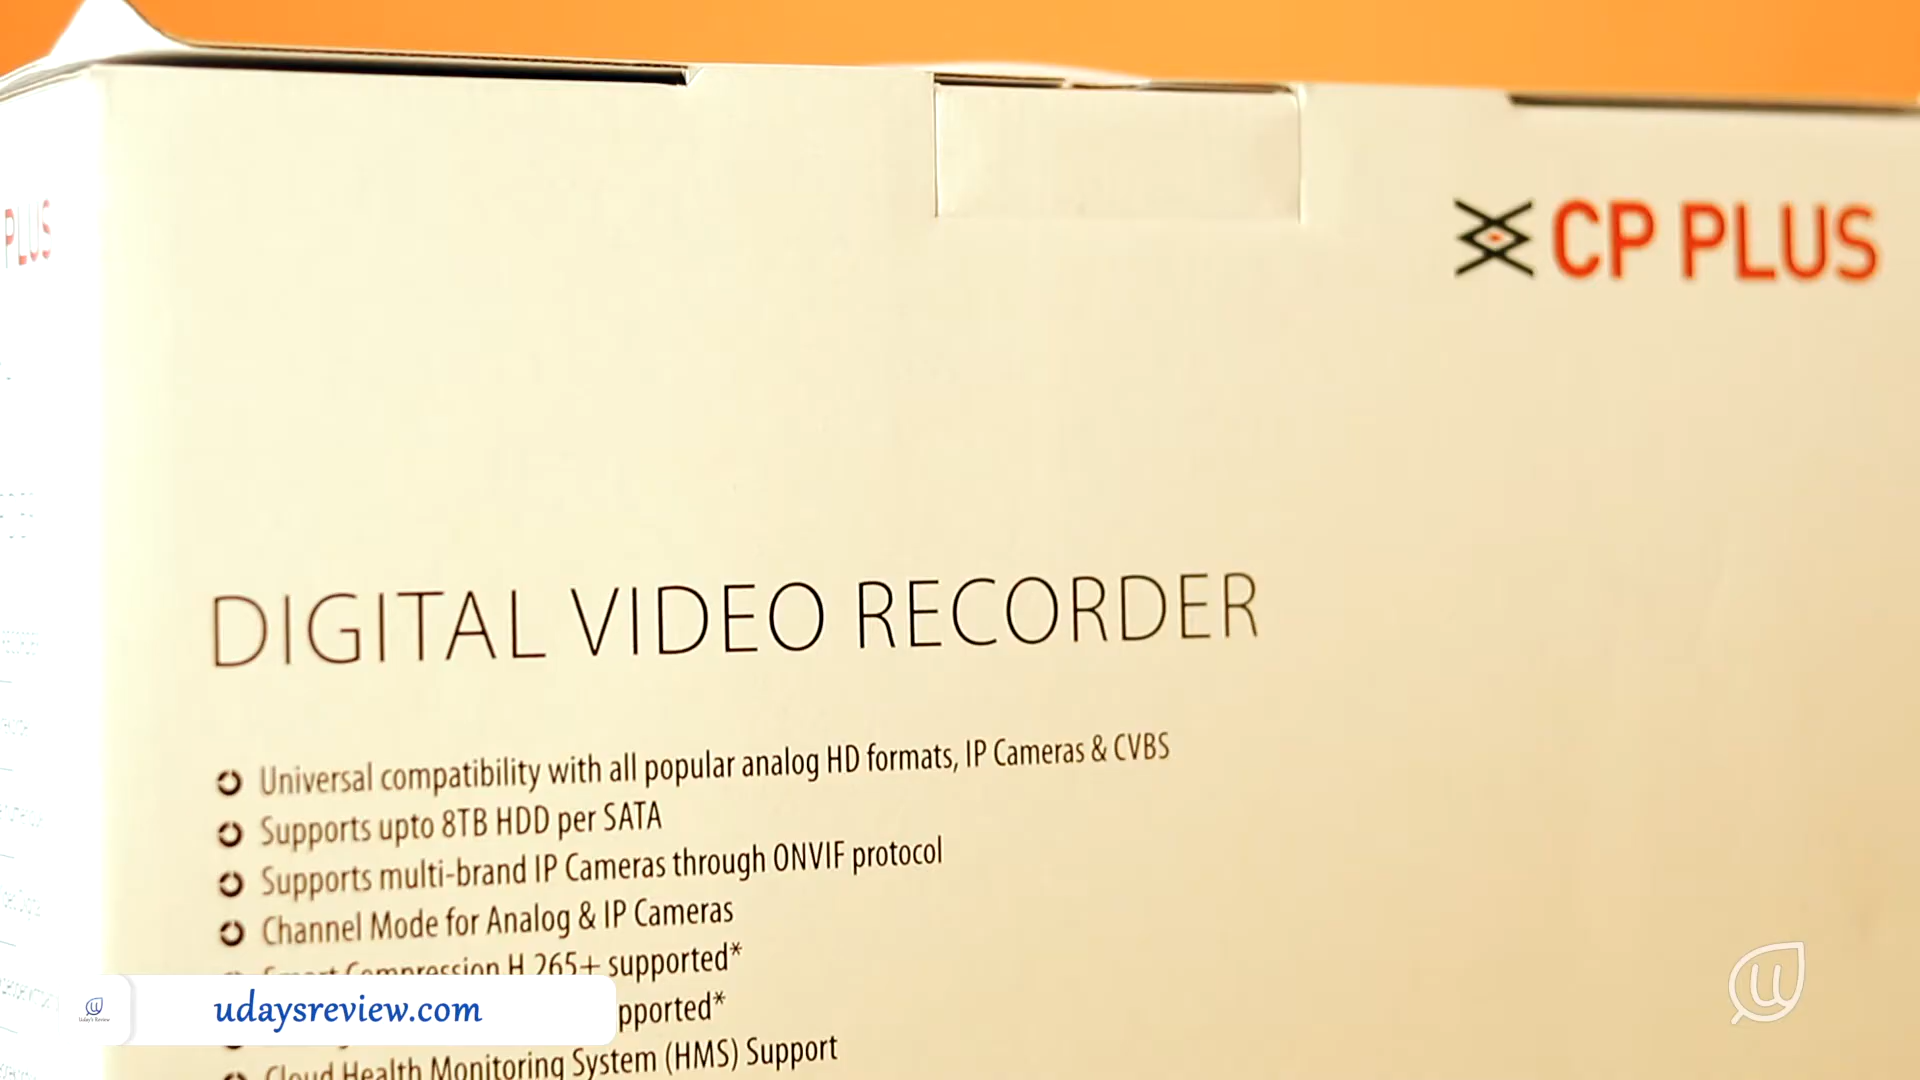 CP PLUS
PLUS
DIGITAL VIDEO RECORDER
Universal compatibility with all popular analog HD formats, IP Cameras & CVBS
Supports upto 8TB HDD per SATA
Supports multi-brand IP Cameras through ONVIF protocol
Channel Mode for Analog & IP Cameras
Smart Compression H.265+ supported*
udaysreview.com
Cloud Health Monitoring System (HMS) Support